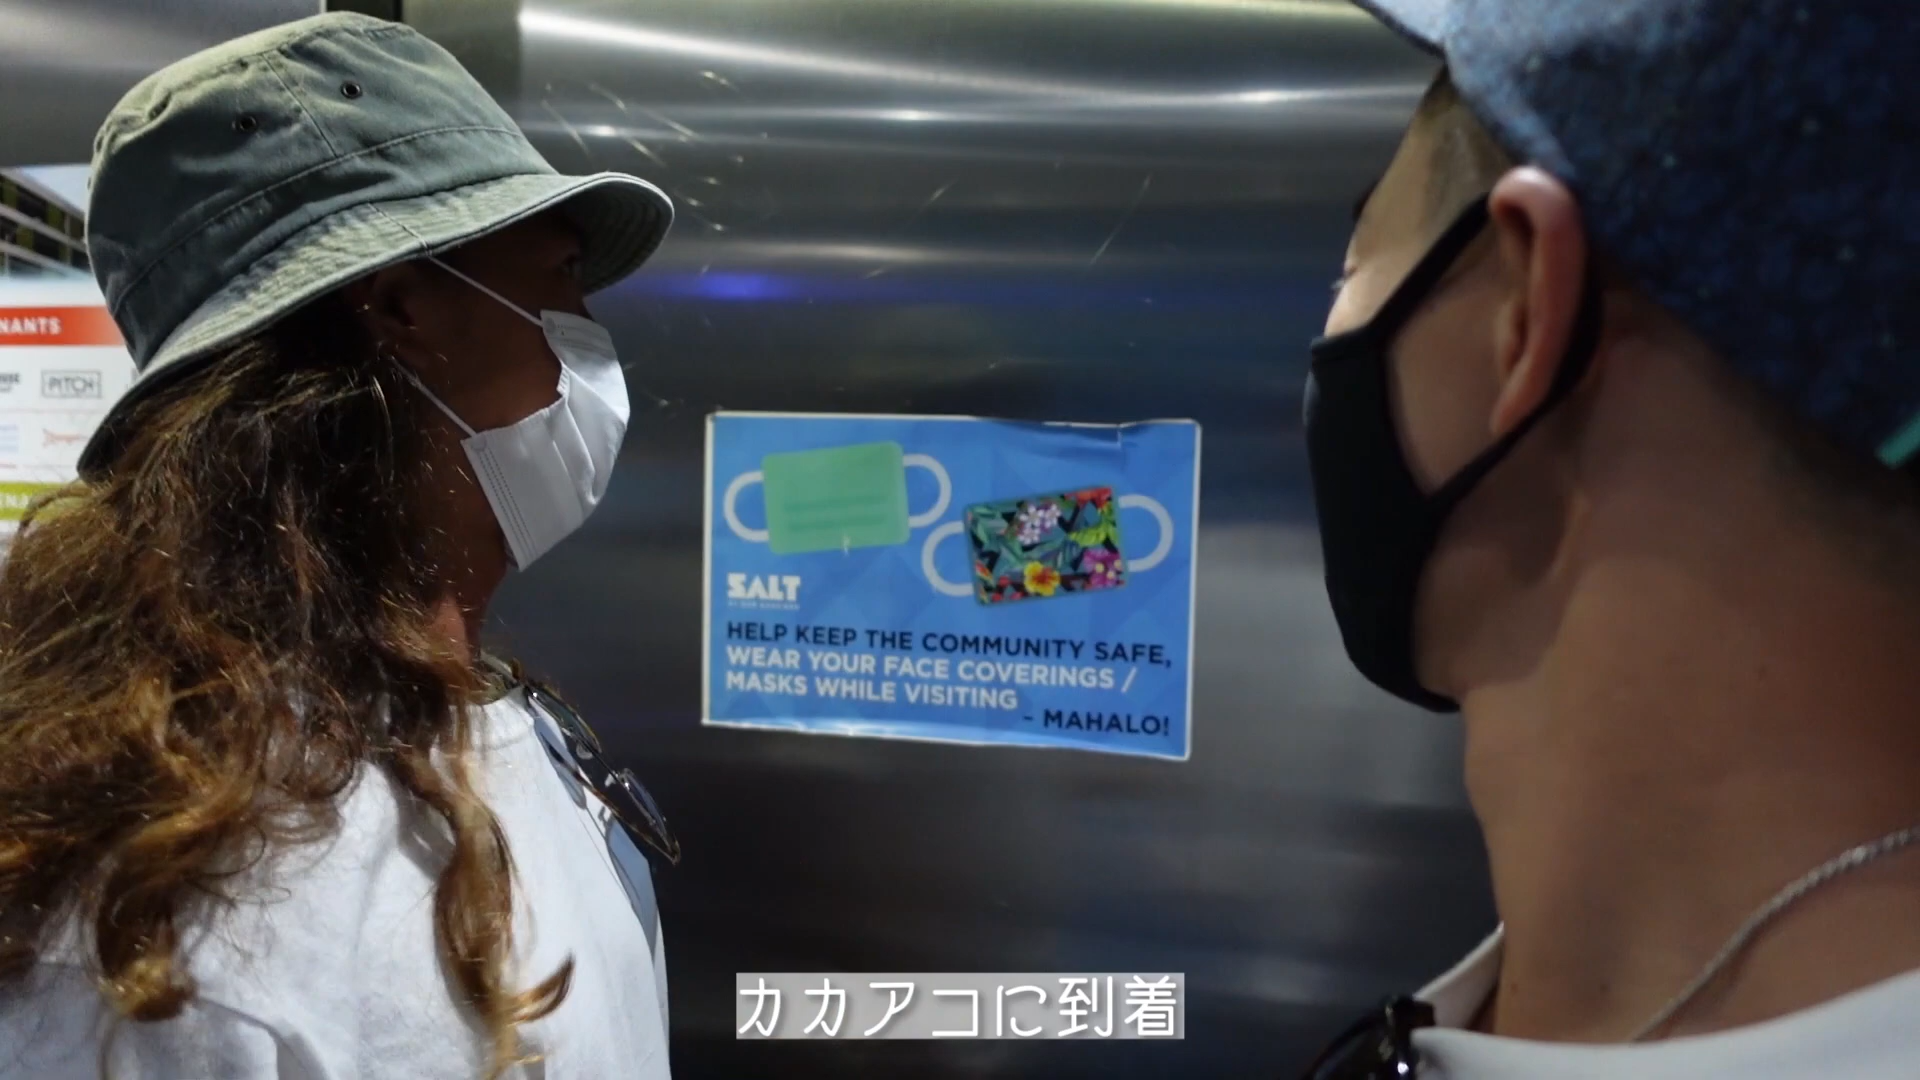 NANTS
PITCH
SALT
HELP KEEP THE COMMUNITY SAFE,
WEAR YOUR FACE COVERINGS /
MASKS WHILE VISITING
- MAHALO!
カカアコに到着